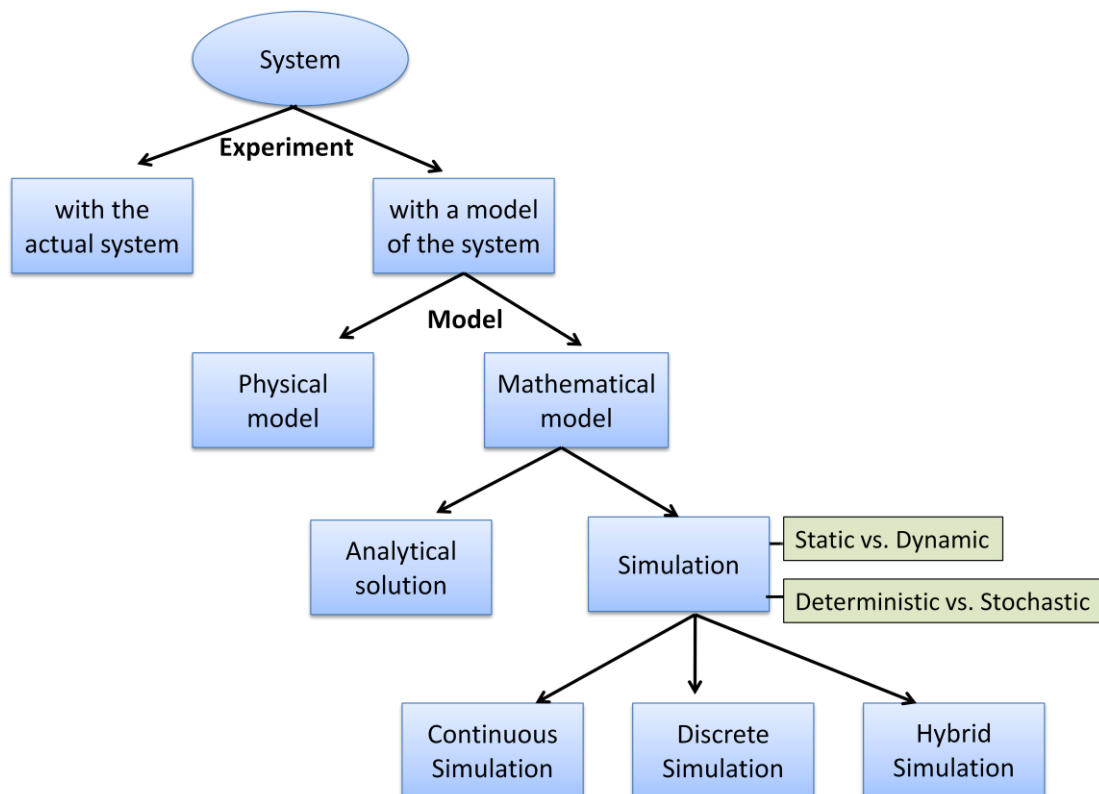 System
Experiment
with the
actual system
with a model
of the system
Model
Physical
model
Mathematical
model
Analytical
solution
Simulation
Static vs. Dynamic
Deterministic vs. Stochastic
Continuous
Simulation
Discrete
Simulation
Hybrid
Simulation